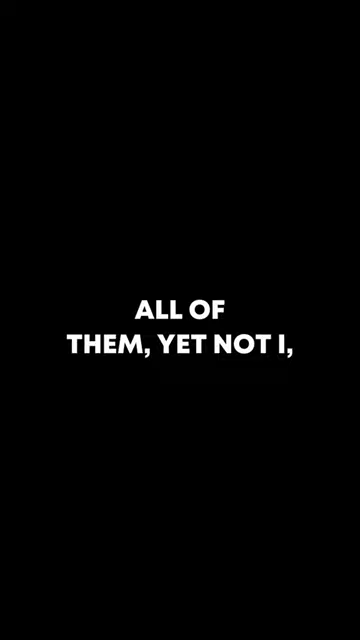 ALL OF
THEM, YET NOT I,